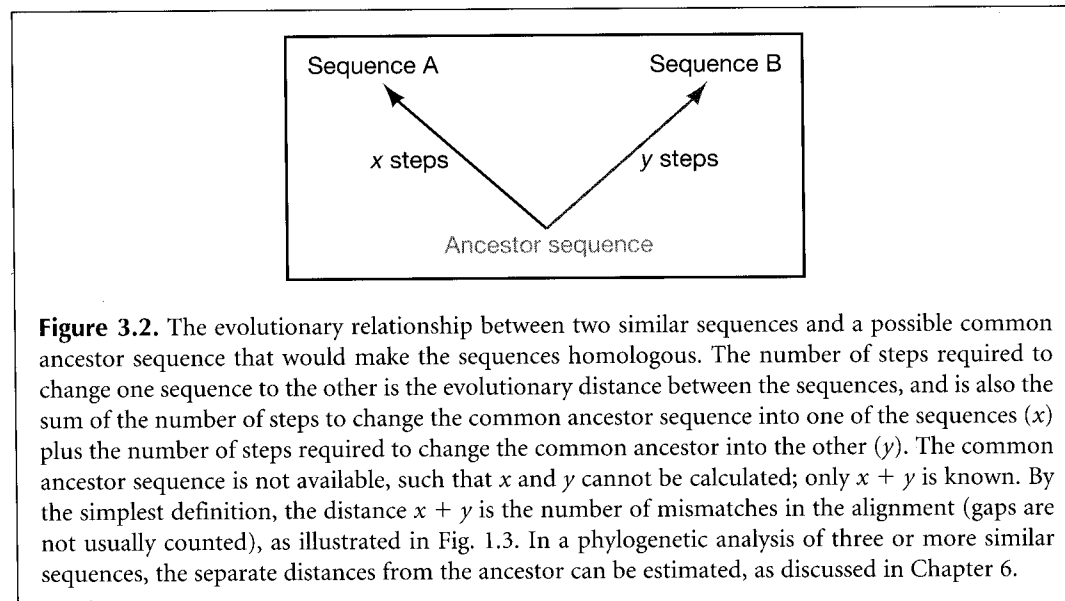 Sequence A Sequence B
x steps y steps
Ancestor sequence
Figure 3.2. The evolutionary relationship between two similar sequences and a possible common
ancestor sequence that would make the sequences homologous. The number of steps required to
change one sequence to the other is the evolutionary distance between the sequences, and is also the
sum of the number of steps to change the common ancestor sequence into one of the sequences (x)
plus the number of steps required to change the common ancestor into the other (y). The common
ancestor sequence is not available, such that x and y cannot be calculated; only x + y is known. By
the simplest definition, the distance x + y is the number of mismatches in the alignment (gaps are
not usually counted), as illustrated in Fig. 1.3. In a phylogenetic analysis of three or more similar
sequences, the separate distances from the ancestor can be estimated, as discussed in Chapter 6.